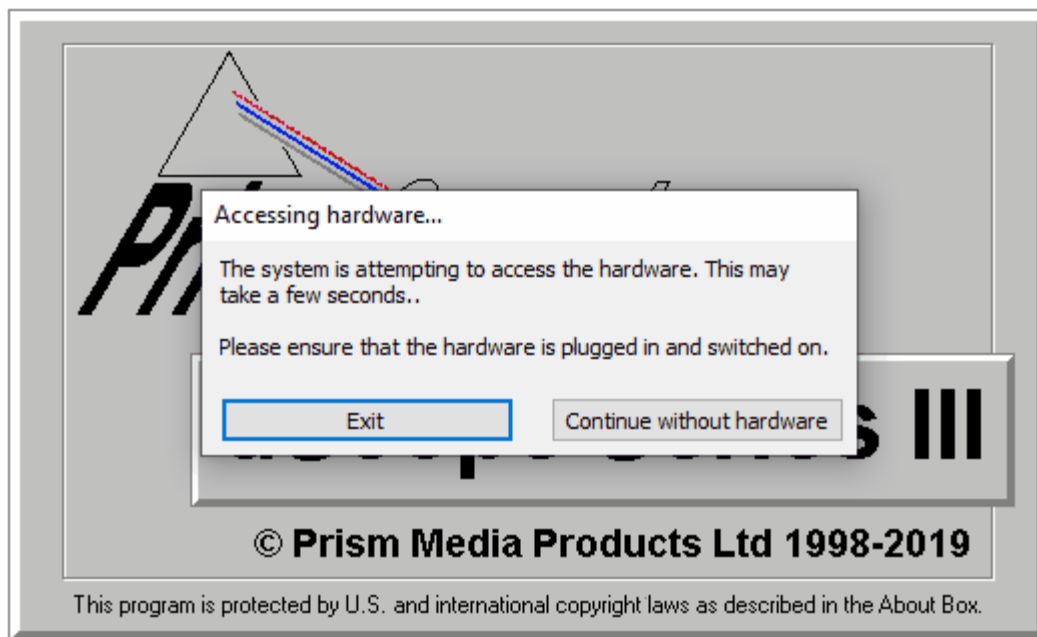 Accessing hardware...
The system is attempting to access the hardware. This may
take a few seconds..
Please ensure that the hardware is plugged in and switched on.
Exit
Continue without hardware
III
© Prism Media Products Ltd 1998-2019
This program is protected by U.S. and international copyright laws as described in the About Box.